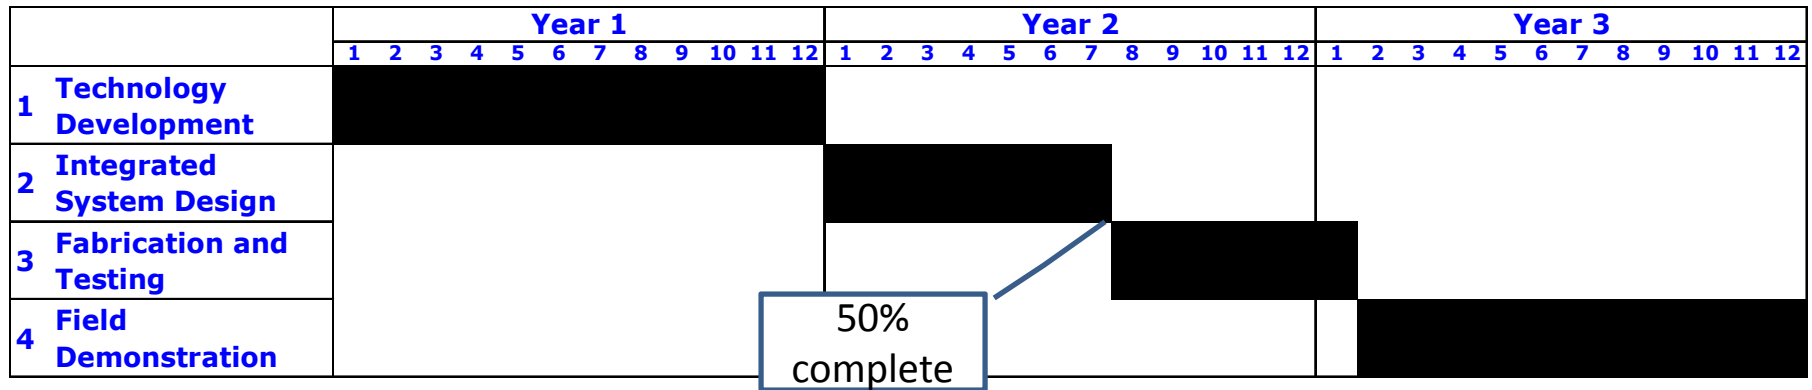 Year 1 Year 2 Year 3
1 2 3 4 5 6 7 8 9 10 11 12 1 2 3 4 5 6 7 8 9 10 11 12 1 2 3 4 5 6 7 8 9 10 11 12
1 Technology
Development
2 Integrated
System Design
3 Fabrication and
Testing
4 Field
Demonstration
50%
complete